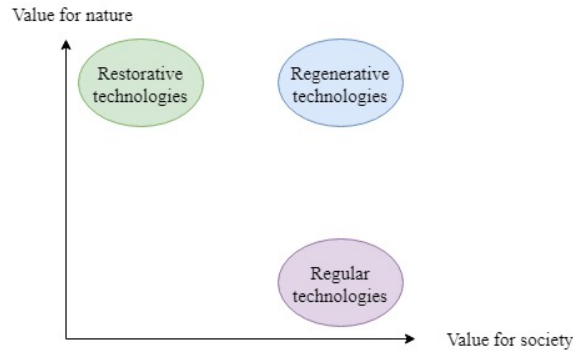 Value for nature
Restorative
technologies
Regenerative
technologies
Regular
technologies
Value for society